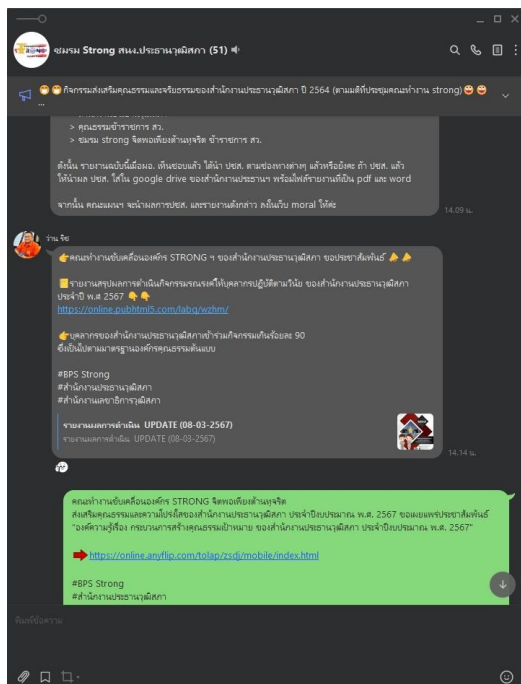 ชมรม Strong สนง.ประธานวุฒิสภา (51)
กิจกรรมส่งเสริมคุณธรรมและจริยธรรมของสำนักงานประธานวุฒิสภา ปี 2564 (ตามมติที่ประชุมคณะทำงาน strong)
...
> คุณธรรมข้าราชการ สว.
> ชมรม strong จิตพอเพียงต้านทุจริต ข้าราชการ สว.
ดังนั้น รายงานฉบับนี้เมื่อผอ. เห็นชอบแล้ว ได้นำ ปชส. ตามช่องทางต่างๆ แล้วหรือยังคะ ถ้า ปชส. แล้ว
ให้นำผล ปชส. ใส่ใน google drive ของสำนักงานประธานฯ พร้อมไฟล์รายงานที่เป็น pdf และ word
จากนั้น คณะแผนฯ จะนำผลการปชส. และรายงานดังกล่าว ลงในเว็บ moral ให้ค่ะ
14.09 น.
ว่าน ริช
👉คณะทำงานขับเคลื่อนองค์กร STRONG ฯ ของสำนักงานประธานวุฒิสภา ขอประชาสัมพันธ์
รายงานสรุปผลการดำเนินกิจกรรมรณรงค์ให้บุคลากรปฏิบัติตามวินัย ของสำนักงานประธานวุฒิสภา
ประจำปี พ.ศ 2567 👇👇
https://online.pubhtml5.com/labq/wzhm/
👉บุคลากรของสำนักงานประธานวุฒิสภาเข้าร่วมกิจกรรมเกินร้อยละ 90
ซึ่งเป็นไปตามมาตรฐานองค์กรคุณธรรมต้นแบบ
#BPS Strong
#สำนักงานประธานวุฒิสภา
#สำนักงานเลขาธิการวุฒิสภา
รายงานผลการดำเนิน UPDATE (08-03-2567)
รายงานผลการดำเนิน UPDATE (08-03-2567)
14.14 น.
คณะทำงานขับเคลื่อนองค์กร STRONG จิตพอเพียงต้านทุจริต
ส่งเสริมคุณธรรมและความโปร่งใสของสำนักงานประธานวุฒิสภา ประจำปีงบประมาณ พ.ศ. 2567 ขอเผยแพร่ประชาสัมพันธ์
"องค์ความรู้เรื่อง กระบวนการสร้างคุณธรรมเป้าหมาย ของสำนักงานประธานวุฒิสภา ประจำปีงบประมาณ พ.ศ. 2567"
https://online.anyflip.com/tolap/zsdj/mobile/index.html
#BPS Strong
#สำนักงานประธานวุฒิสภา
พิมพ์ข้อความ